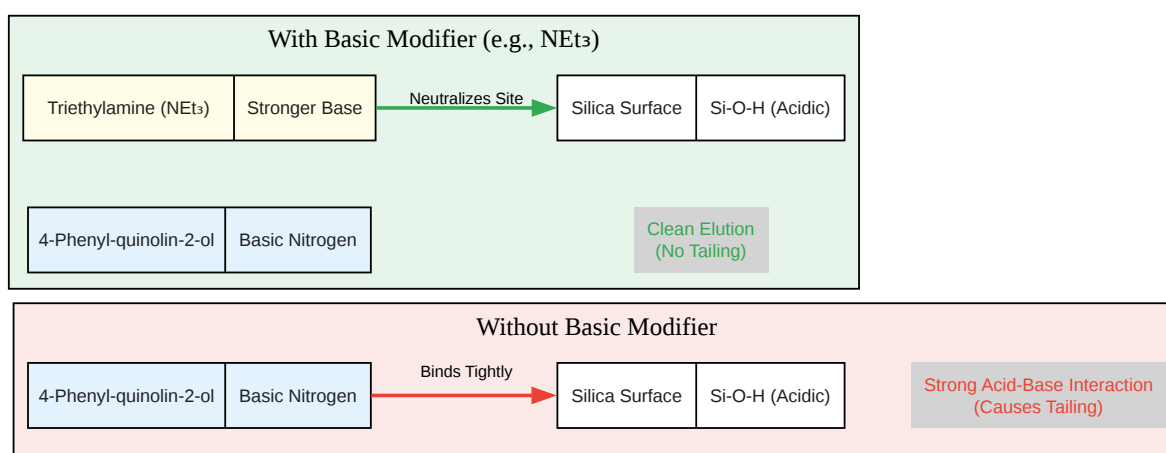 With Basic Modifier (e.g., NEt₃)
Triethylamine (NEt₃) Stronger Base Neutralizes Site Silica Surface Si-O-H (Acidic)
4-Phenyl-quinolin-2-ol Basic Nitrogen
Clean Elution
(No Tailing)
Without Basic Modifier
4-Phenyl-quinolin-2-ol Basic Nitrogen Binds Tightly Silica Surface Si-O-H (Acidic)
Strong Acid-Base Interaction
(Causes Tailing)